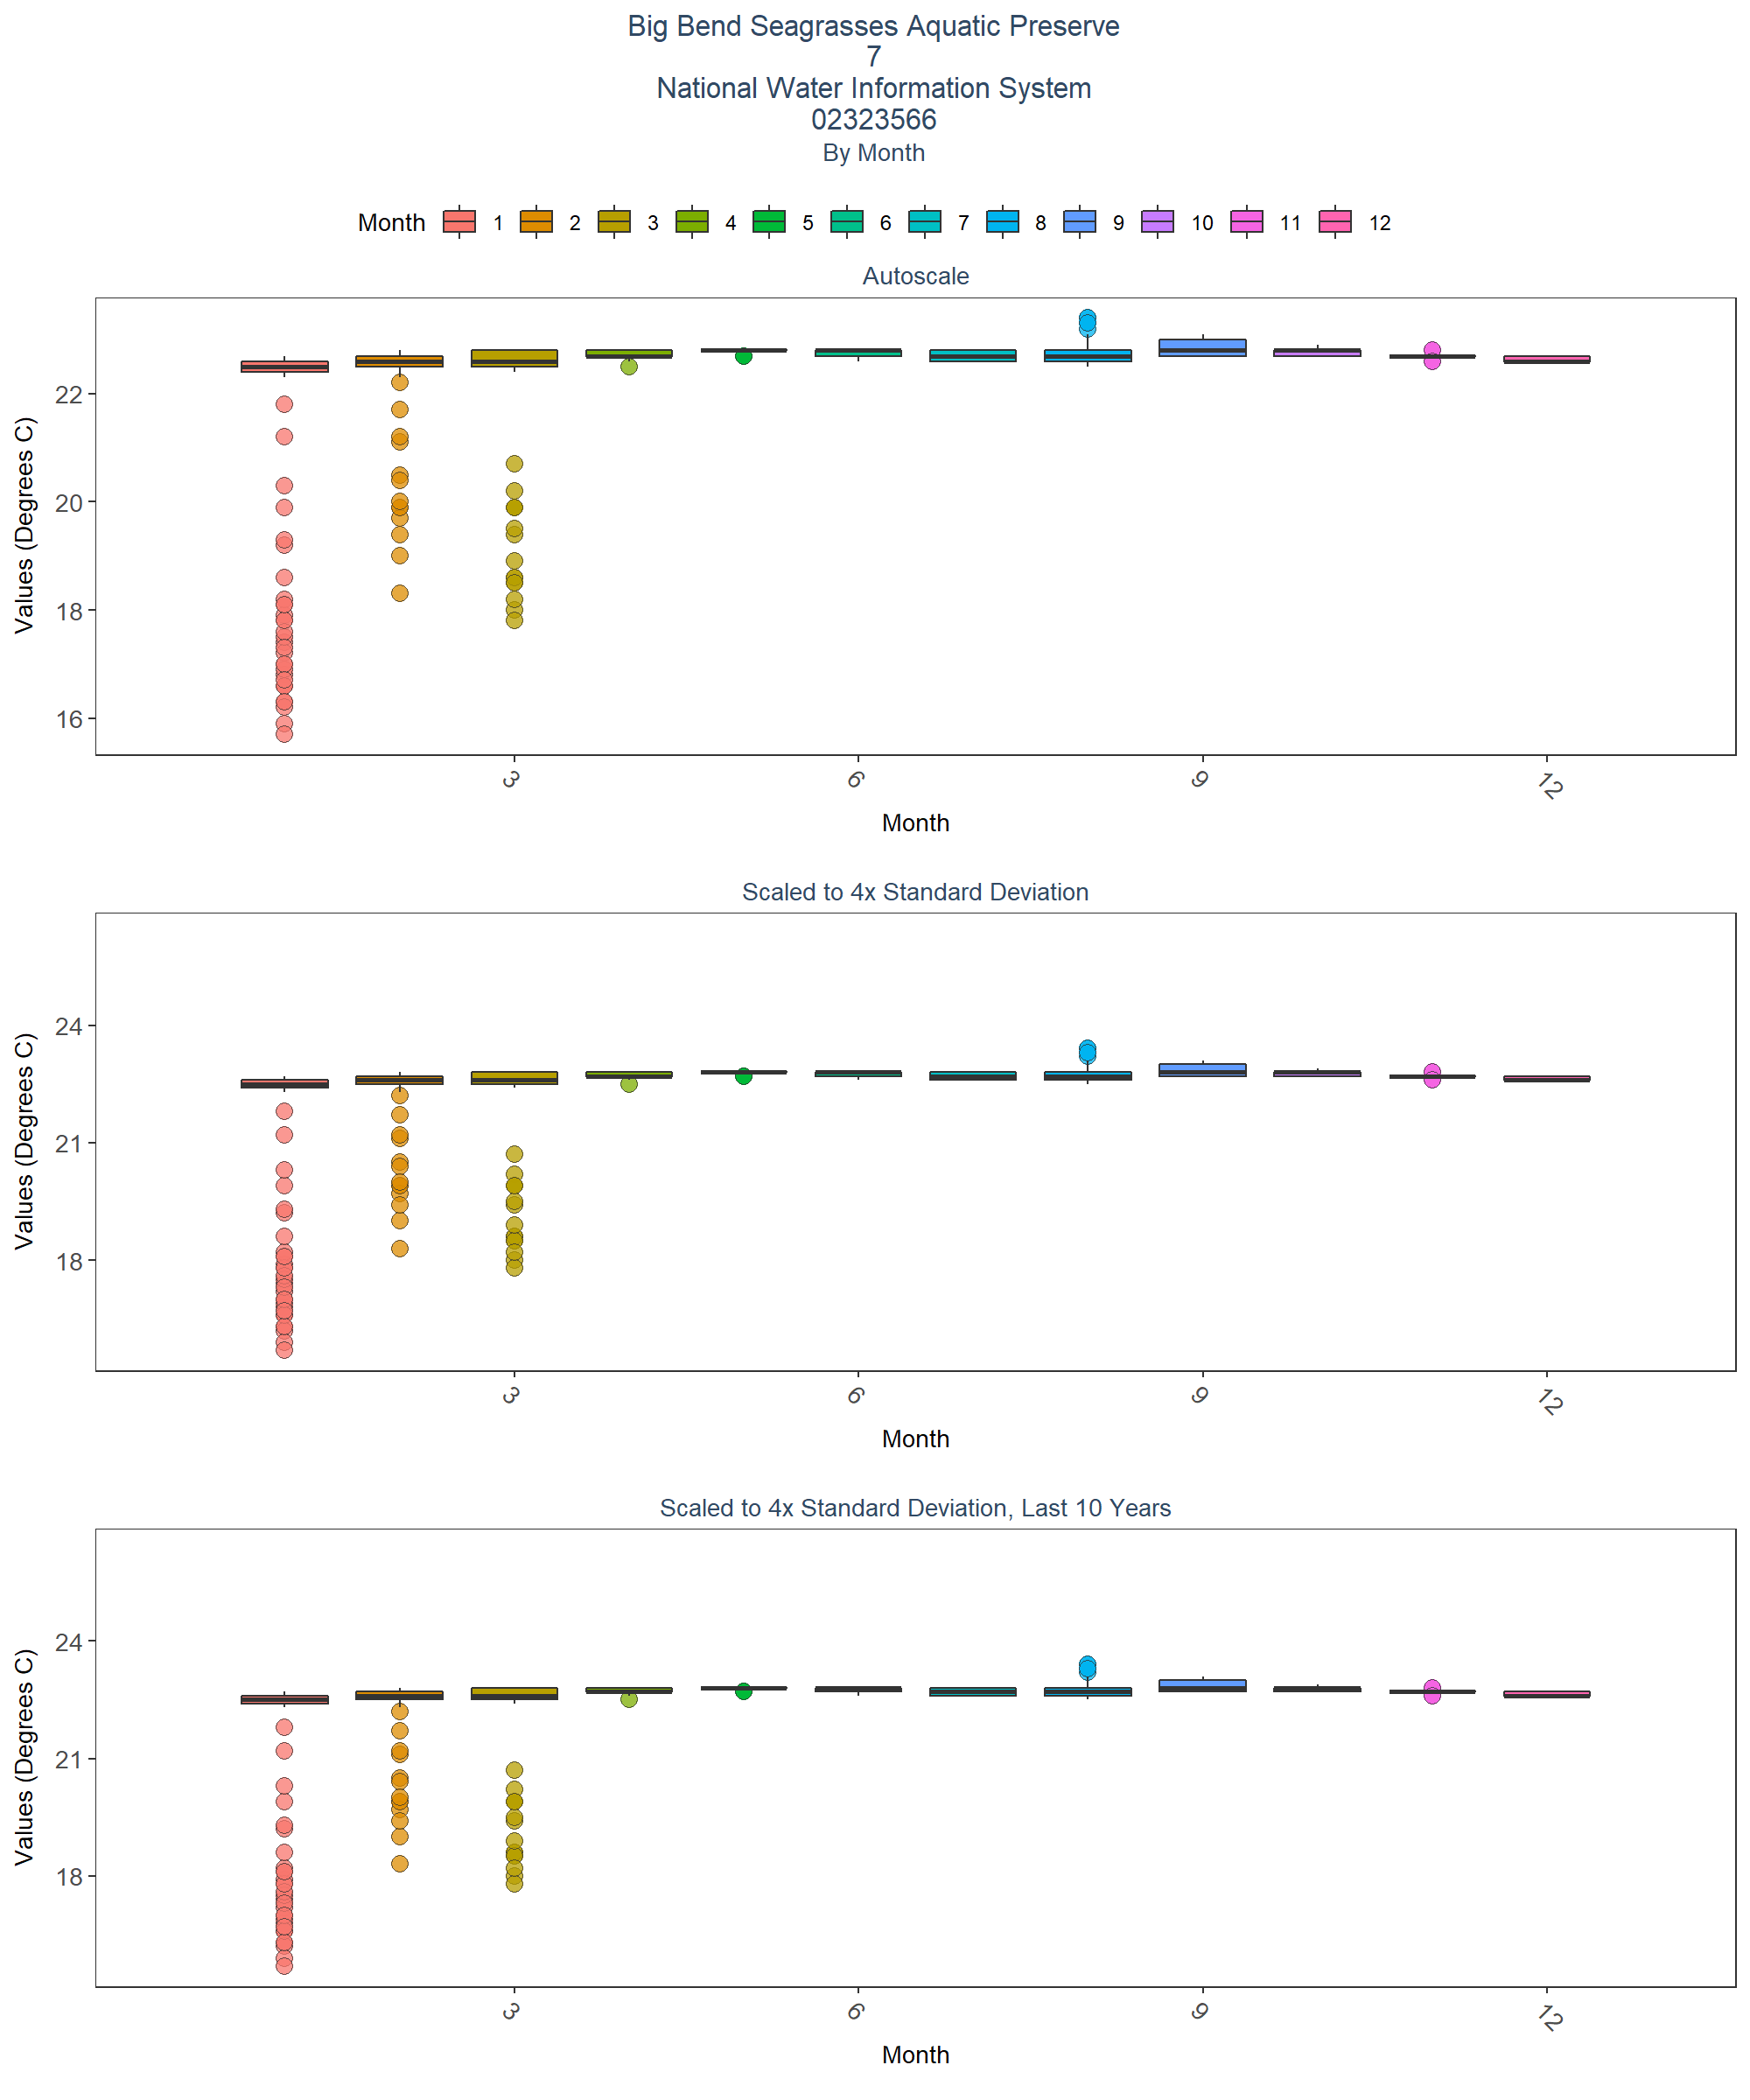 Big Bend Seagrasses Aquatic Preserve
7
National Water Information System
02323566
By Month
Month 1 2 3 4 5 6 7 8 9 10 11 12
Autoscale
Values (Degrees C)
22
20
18
16
3 6 9 12
Month
Scaled to 4x Standard Deviation
Values (Degrees C)
24
21
18
3 6 9 12
Month
Scaled to 4x Standard Deviation, Last 10 Years
Values (Degrees C)
24
21
18
3 6 9 12
Month